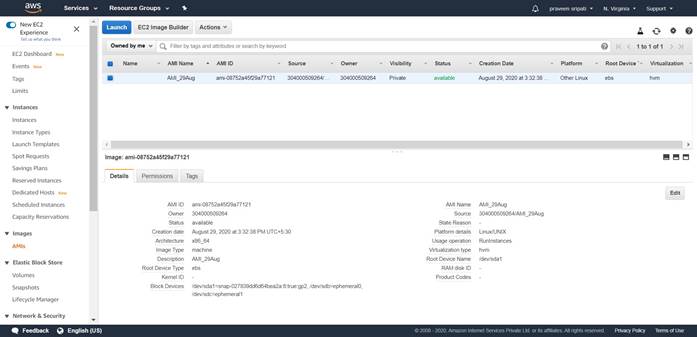 aws Services Resource Groups praveen sripati N. Virginia Support
New EC2 Experience
Tell us what you think
EC2 Dashboard New
Events New
Tags
Limits
Instances
Instances
Instance Types
Launch Templates
Spot Requests
Savings Plans
Reserved Instances
Dedicated Hosts New
Scheduled Instances
Capacity Reservations
Images
AMIs
Elastic Block Store
Volumes
Snapshots
Lifecycle Manager
Network & Security
Launch EC2 Image Builder Actions
Owned by me Filter by tags and attributes or search by keyword 1 to 1 of 1
Name AMI Name AMI ID Source Owner Visibility Status Creation Date Platform Root Device Virtualization
AMI_29Aug ami-08752a45f29a77121 304000509264/... 304000509264 Private available August 29, 2020 at 3:32:38 ... Other Linux ebs hvm
Image: ami-08752a45f29a77121
Details Permissions Tags
Edit
AMI ID ami-08752a45f29a77121 AMI Name AMI_29Aug
Owner 304000509264 Source 304000509264/AMI_29Aug
Status available State Reason -
Creation date August 29, 2020 at 3:32:38 PM UTC+5:30 Platform details Linux/UNIX
Architecture x86_64 Usage operation RunInstances
Image Type machine Virtualization type hvm
Description AMI_29Aug Root Device Name /dev/sda1
Root Device Type ebs RAM disk ID -
Kernel ID - Product Codes -
Block Devices /dev/sda1=snap-027839dd6d64bea2a:8:true:gp2, /dev/sdb=ephemeral0,
/dev/sdc=ephemeral1
Feedback English (US) © 2008 - 2020, Amazon Internet Services Private Ltd. or its affiliates. All rights reserved. Privacy Policy Terms of Use